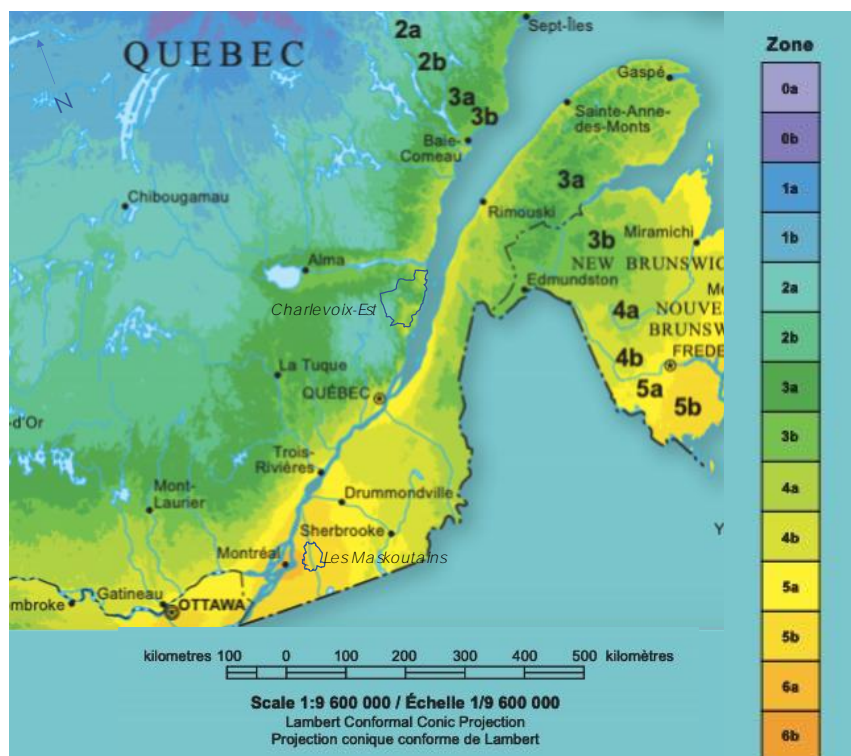 Sept-Îles
2a
QUEBEC
2b
Gaspé
N
3a
3b
Sainte-Anne-
des-Monts
Baie-
Comeau
3a
Chibougamau
Rimouski
3b
Miramichi
Alma
NEW BRUNSWIC
Edmundston
Mo
Charlevoix-Est
4a
NOUVE
BRUNSW
4b
FREDE
La Tuque
QUÉBEC
5a
5b
-d'Or
Trois-
Rivières
Mont-
Laurier
Drummondville
Sherbrooke
Y
Montréal
Les Maskoutains
mbroke
Gatineau
OTTAWA
kilometres 100 0 100 200 300 400 500 kilomètres
Scale 1:9 600 000 / Échelle 1/9 600 000
Lambert Conformal Conic Projection
Projection conique conforme de Lambert
Zone
0a
0b
1a
1b
2a
2b
3a
3b
4a
4b
5a
5b
6a
6b